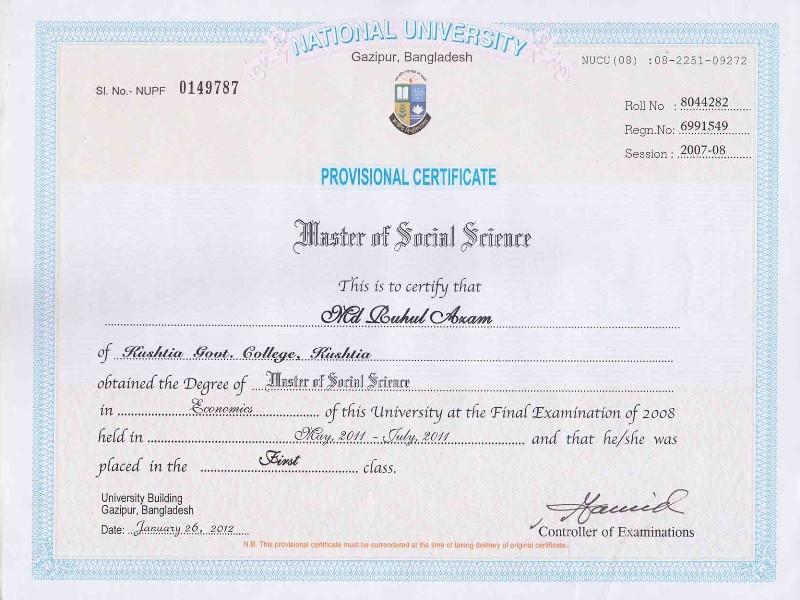 NATIONAL UNIVERSITY
Gazipur, Bangladesh
NUCU(08) :08-2251-09272
Sl. No.- NUPF 0149787
Roll No : 8044282
Regn.No: 6991549
Session : 2007-08
PROVISIONAL CERTIFICATE
Master of Social Science
This is to certify that
Md Ruhul Azam
of Kushtia Govt. College, Kushtia
obtained the Degree of Master of Social Science
in Economics of this University at the Final Examination of 2008
held in May, 2011 - July, 2011 and that he/she was
placed in the First class.
University Building
Gazipur, Bangladesh
Date: January 26, 2012
Hamid
Controller of Examinations
N.B. This provisional certificate must be surrendered at the time of taking delivery of original certificate.